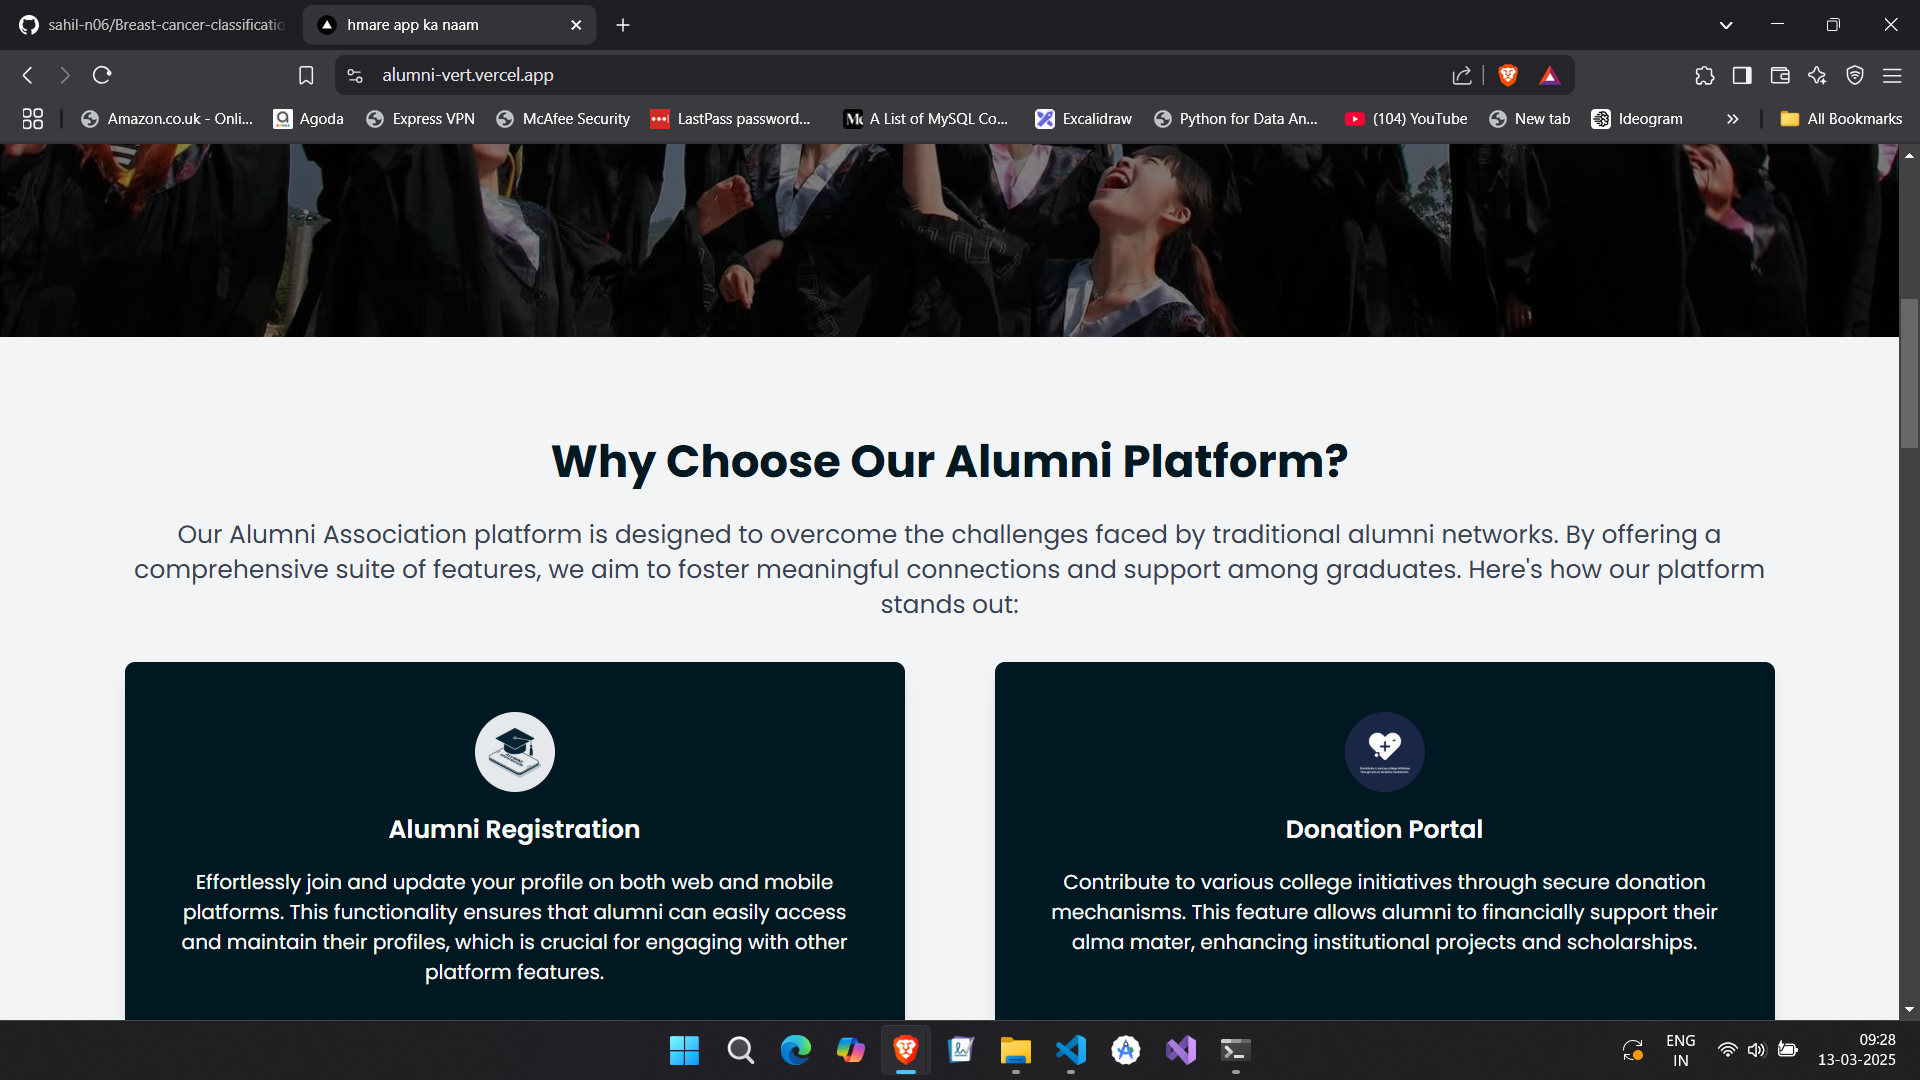 sahil-n06/Breast-cancer-classificatio
hmare app ka naam
alumni-vert.vercel.app
Amazon.co.uk - Onli...
Agoda
Express VPN
McAfee Security
LastPass password...
A List of MySQL Co...
Excalidraw
Python for Data An...
(104) YouTube
New tab
Ideogram
All Bookmarks
Why Choose Our Alumni Platform?
Our Alumni Association platform is designed to overcome the challenges faced by traditional alumni networks. By offering a
comprehensive suite of features, we aim to foster meaningful connections and support among graduates. Here's how our platform
stands out:
Alumni Registration
Effortlessly join and update your profile on both web and mobile
platforms. This functionality ensures that alumni can easily access
and maintain their profiles, which is crucial for engaging with other
platform features.
Donation Portal
Contribute to various college initiatives through secure donation
mechanisms. This feature allows alumni to financially support their
alma mater, enhancing institutional projects and scholarships.
ENG
IN
09:28
13-03-2025